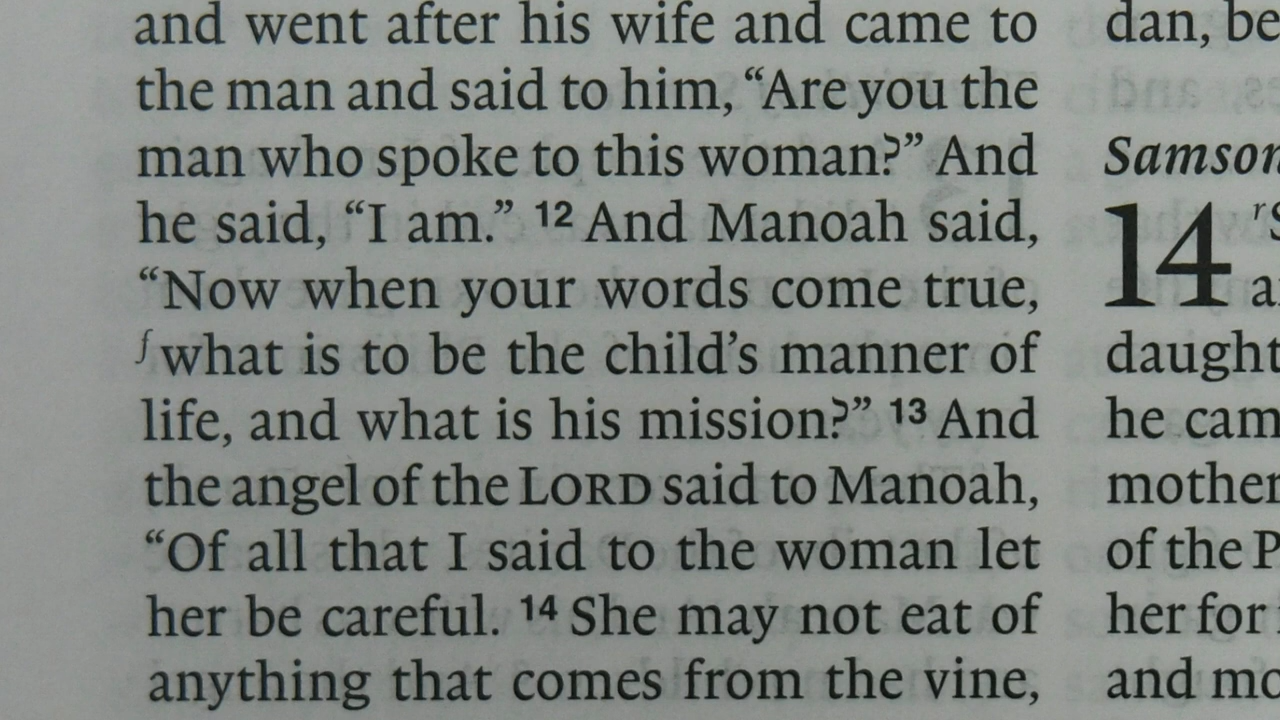 and went after his wife and came to
the man and said to him, “Are you the
man who spoke to this woman?” And
he said, “I am.” 12 And Manoah said,
“Now when your words come true,
f what is to be the child’s manner of
life, and what is his mission?” 13 And
the angel of the LORD said to Manoah,
“Of all that I said to the woman let
her be careful. 14 She may not eat of
anything that comes from the vine,
dan, be
Samson
14 r
daught
he cam
mother
of the P
her for
and mo